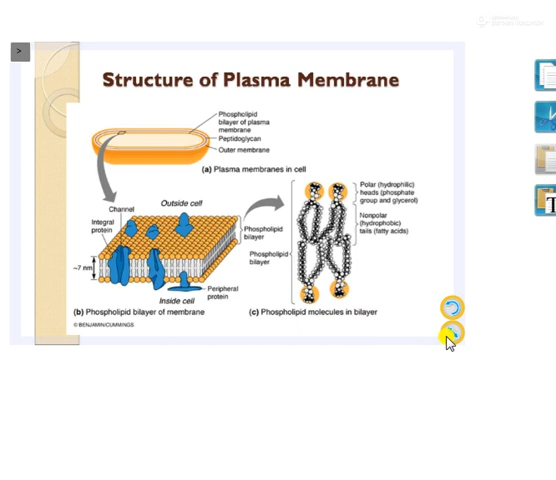 >
Structure of Plasma Membrane
Phospholipid
bilayer of plasma
membrane
Peptidoglycan
Outer membrane
(a) Plasma membranes in cell
Channel
Outside cell
Integral
protein
Phospholipid
bilayer
~7 nm
Peripheral
protein
Inside cell
(b) Phospholipid bilayer of membrane
Polar (hydrophilic)
heads (phosphate
group and glycerol)
Nonpolar
(hydrophobic)
tails (fatty acids)
Phospholipid
bilayer
(c) Phospholipid molecules in bilayer
© BENJAMIN/CUMMINGS
T